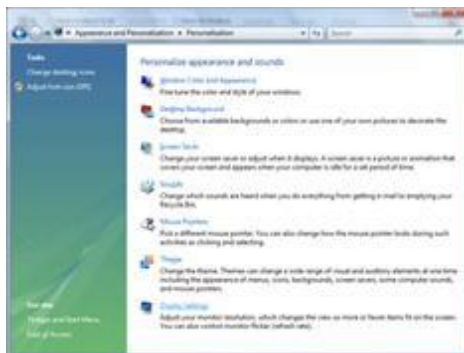 Appearance and Personalization ▸ Personalization
Search
Tasks
Change desktop icons
Adjust font size (DPI)
Personalize appearance and sounds
Window Color and Appearance
Fine tune the color and style of your windows.
Desktop Background
Choose from available backgrounds or colors or use one of your own pictures to decorate the
desktop.
Screen Saver
Change your screen saver or adjust when it displays. A screen saver is a picture or animation that
covers your screen and appears when your computer is idle for a set period of time.
Sounds
Change which sounds are heard when you do everything from getting e-mail to emptying your
Recycle Bin.
Mouse Pointers
Pick a different mouse pointer. You can also change how the mouse pointer looks during such
activities as clicking and selecting.
Theme
Change the theme. Themes can change a wide range of visual and auditory elements at one time
including the appearance of menus, icons, backgrounds, screen savers, some computer sounds,
and mouse pointers.
Display Settings
Adjust your monitor resolution, which changes the view so more or fewer items fit on the screen.
You can also control monitor flicker (refresh rate).
See also
Taskbar and Start Menu
Ease of Access